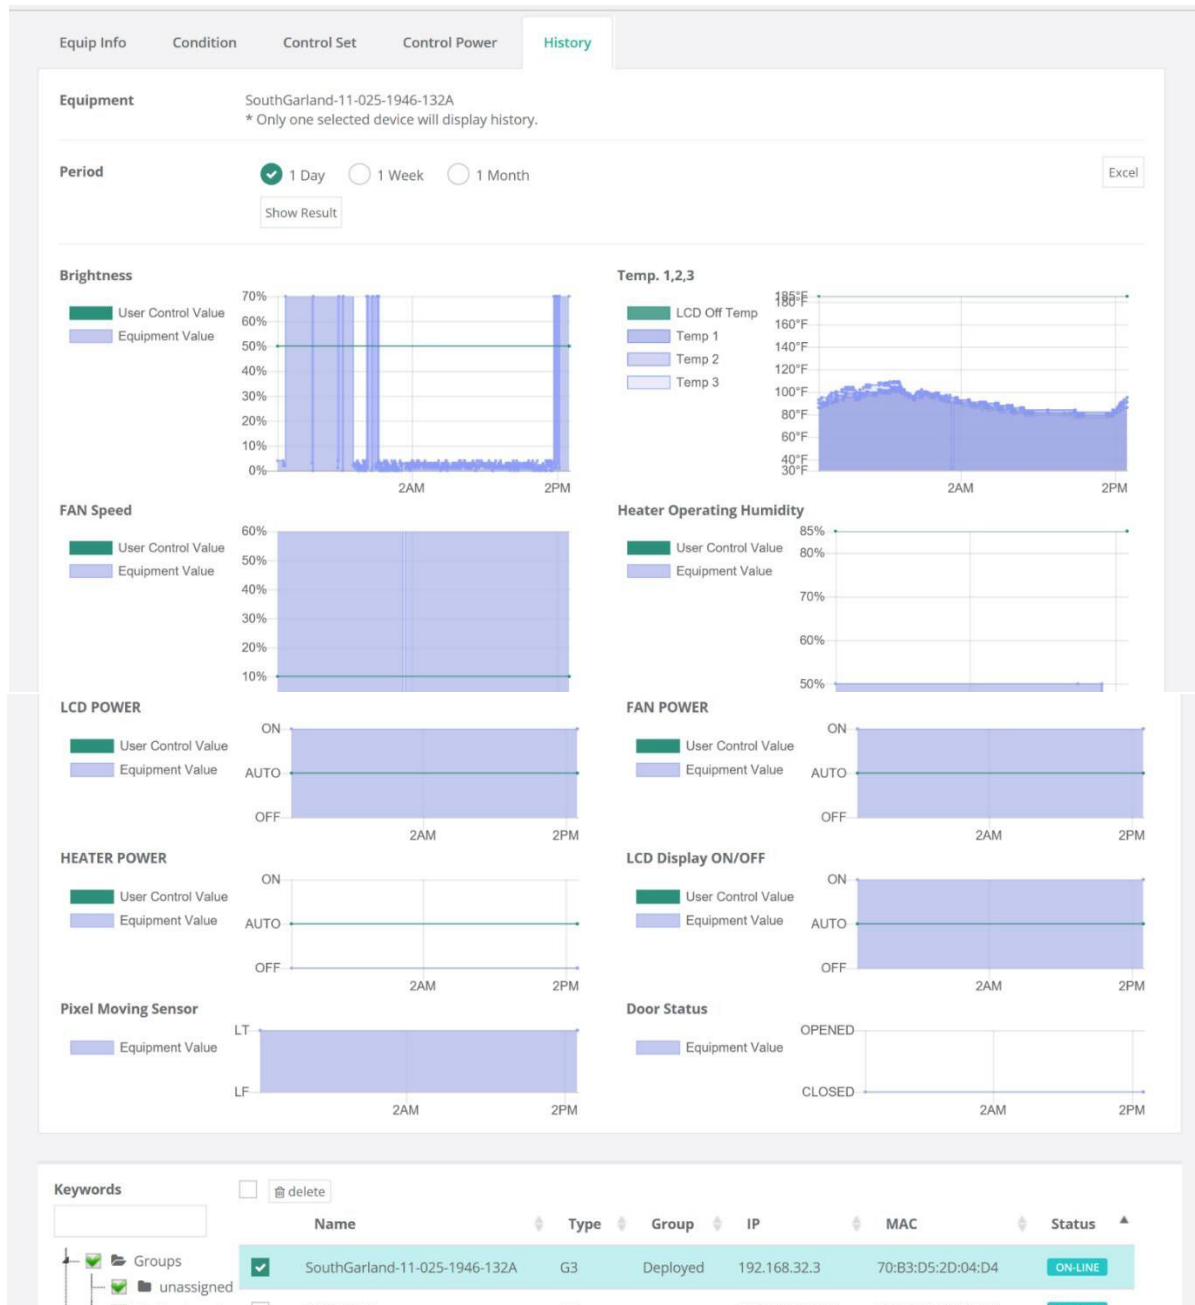 Equip Info Condition Control Set Control Power History
Equipment SouthGarland-11-025-1946-132A
* Only one selected device will display history.
Period 1 Day 1 Week 1 Month Excel
Show Result
Brightness
User Control Value
Equipment Value
70%
60%
50%
40%
30%
20%
10%
0%
2AM 2PM
Temp. 1,2,3
LCD Off Temp
Temp 1
Temp 2
Temp 3
185°F
180°F
160°F
140°F
120°F
100°F
80°F
60°F
40°F
30°F
2AM 2PM
FAN Speed
User Control Value
Equipment Value
60%
50%
40%
30%
20%
10%
Heater Operating Humidity
User Control Value
Equipment Value
85%
80%
70%
60%
50%
LCD POWER
User Control Value
Equipment Value
ON
AUTO
OFF
2AM 2PM
FAN POWER
User Control Value
Equipment Value
ON
AUTO
OFF
2AM 2PM
HEATER POWER
User Control Value
Equipment Value
ON
AUTO
OFF
2AM 2PM
LCD Display ON/OFF
User Control Value
Equipment Value
ON
AUTO
OFF
2AM 2PM
Pixel Moving Sensor
Equipment Value
LT
LF
2AM 2PM
Door Status
Equipment Value
OPENED
CLOSED
2AM 2PM
Keywords
delete
Name Type Group IP MAC Status
Groups
unassigned
SouthGarland-11-025-1946-132A G3 Deployed 192.168.32.3 70:B3:D5:2D:04:D4 ON-LINE